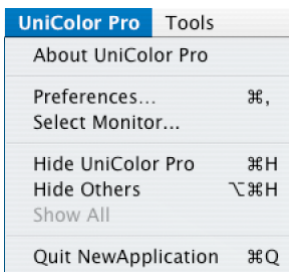 UniColor Pro Tools
About UniColor Pro
Preferences... ⌘,
Select Monitor...
Hide UniColor Pro ⌘H
Hide Others ⌥⌘H
Show All
Quit NewApplication ⌘Q